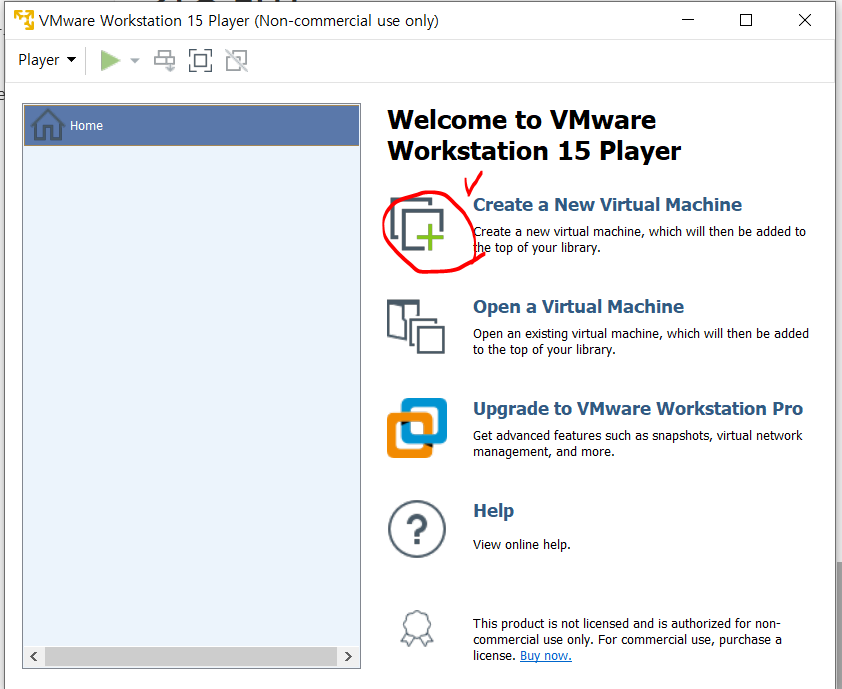 VMware Workstation 15 Player (Non-commercial use only)
Player
Home
Welcome to VMware
Workstation 15 Player
Create a New Virtual Machine
Create a new virtual machine, which will then be added to
the top of your library.
Open a Virtual Machine
Open an existing virtual machine, which will then be added
to the top of your library.
Upgrade to VMware Workstation Pro
Get advanced features such as snapshots, virtual network
management, and more.
Help
View online help.
This product is not licensed and is authorized for non-
commercial use only. For commercial use, purchase a
license. Buy now.